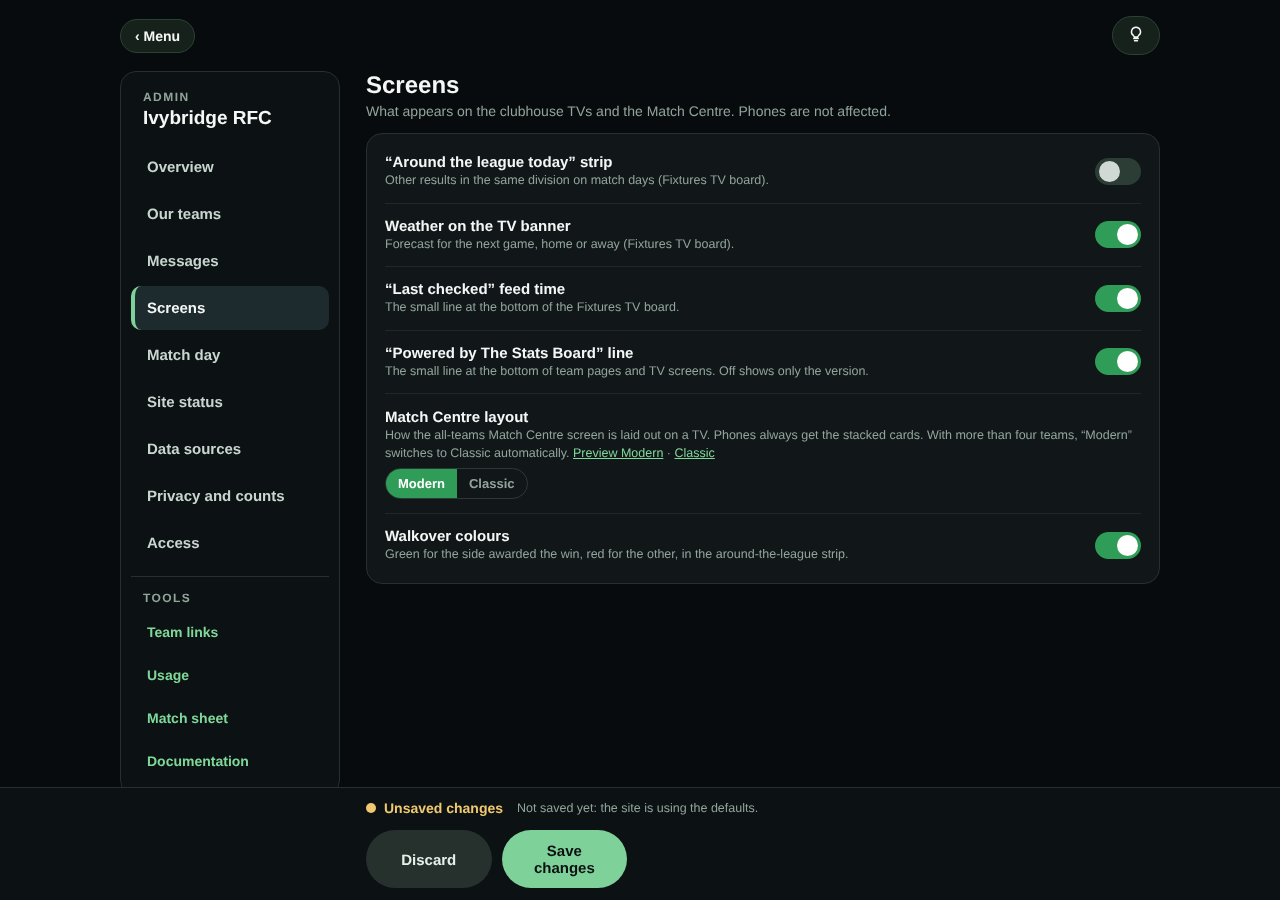 ‹ Menu
ADMIN
Ivybridge RFC
Overview
Our teams
Messages
Screens
Match day
Site status
Data sources
Privacy and counts
Access
TOOLS
Team links
Usage
Match sheet
Documentation
Screens
What appears on the clubhouse TVs and the Match Centre. Phones are not affected.
“Around the league today” strip
Other results in the same division on match days (Fixtures TV board).
Weather on the TV banner
Forecast for the next game, home or away (Fixtures TV board).
“Last checked” feed time
The small line at the bottom of the Fixtures TV board.
“Powered by The Stats Board” line
The small line at the bottom of team pages and TV screens. Off shows only the version.
Match Centre layout
How the all-teams Match Centre screen is laid out on a TV. Phones always get the stacked cards. With more than four teams, “Modern”
switches to Classic automatically. Preview Modern · Classic
Modern Classic
Walkover colours
Green for the side awarded the win, red for the other, in the around-the-league strip.
Unsaved changes Not saved yet: the site is using the defaults.
Discard
Save
changes